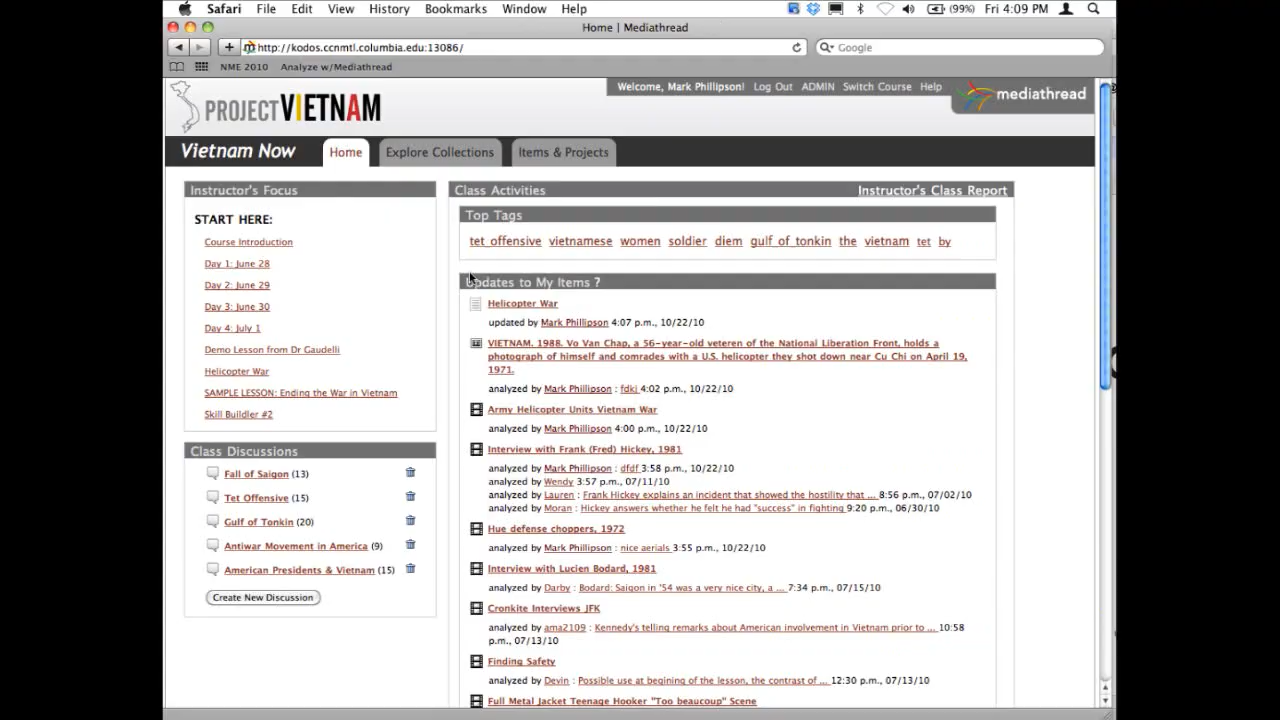 Safari File Edit View History Bookmarks Window Help (99%) Fri 4:09 PM
Home | Mediathread
http://kodos.ccnmtl.columbia.edu:13086/ Google
NME 2010 Analyze w/Mediathread
PROJECTVIETNAM
Welcome, Mark Phillipson! Log Out ADMIN Switch Course Help
mediathread
Vietnam Now Home Explore Collections Items & Projects
Instructor's Focus
START HERE:
Course Introduction
Day 1: June 28
Day 2: June 29
Day 3: June 30
Day 4: July 1
Demo Lesson from Dr Gaudelli
Helicopter War
SAMPLE LESSON: Ending the War in Vietnam
Skill Buildler #2
Class Discussions
Fall of Saigon (13)
Tet Offensive (15)
Gulf of Tonkin (20)
Antiwar Movement in America (9)
American Presidents & Vietnam (15)
Create New Discussion
Class Activities Instructor's Class Report
Top Tags
tet offensive vietnamese women soldier diem gulf of tonkin the vietnam tet by
Updates to My Items ?
Helicopter War
updated by Mark Phillipson 4:07 p.m., 10/22/10
VIETNAM. 1988. Vo Van Chap, a 56-year-old veteren of the National Liberation Front, holds a
photograph of himself and comrades with a U.S. helicopter they shot down near Cu Chi on April 19,
1971.
analyzed by Mark Phillipson : fdkj 4:02 p.m., 10/22/10
Army Helicopter Units Vietnam War
analyzed by Mark Phillipson 4:00 p.m., 10/22/10
Interview with Frank (Fred) Hickey, 1981
analyzed by Mark Phillipson : dfdf 3:58 p.m., 10/22/10
analyzed by Wendy 3:57 p.m., 07/11/10
analyzed by Lauren : Frank Hickey explains an incident that showed the hostility that ... 8:56 p.m., 07/02/10
analyzed by Moran : Hickey answers whether he felt he had "success" in fighting 9:20 p.m., 06/30/10
Hue defense choppers, 1972
analyzed by Mark Phillipson : nice aerials 3:55 p.m., 10/22/10
Interview with Lucien Bodard, 1981
analyzed by Darby : Bodard: Saigon in '54 was a very nice city, a ... 7:34 p.m., 07/15/10
Cronkite Interviews JFK
analyzed by ama2109 : Kennedy's telling remarks about American involvement in Vietnam prior to ... 10:58
p.m., 07/13/10
Finding Safety
analyzed by Devin : Possible use at begining of the lesson, the contrast of ... 12:30 p.m., 07/13/10
Full Metal Jacket Teenage Hooker "Too beaucoup" Scene